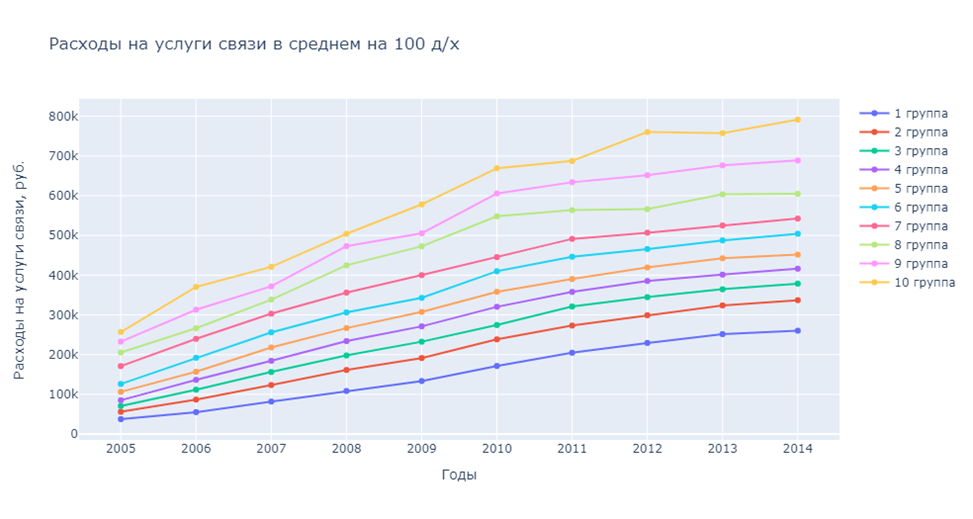 Расходы на услуги связи в среднем на 100 д/х
Расходы на услуги связи, руб.
800k
700k
600k
500k
400k
300k
200k
100k
0
2005 2006 2007 2008 2009 2010 2011 2012 2013 2014
Годы
1 группа
2 группа
3 группа
4 группа
5 группа
6 группа
7 группа
8 группа
9 группа
10 группа